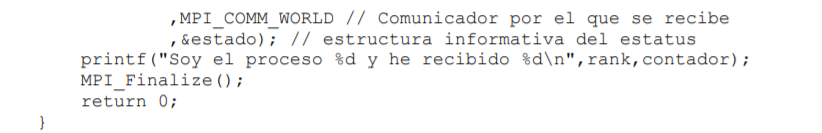 ,MPI_COMM_WORLD // Comunicador por el que se recibe
,&estado); // estructura informativa del estatus
printf("Soy el proceso %d y he recibido %d\n",rank,contador);
MPI_Finalize();
return 0;
}